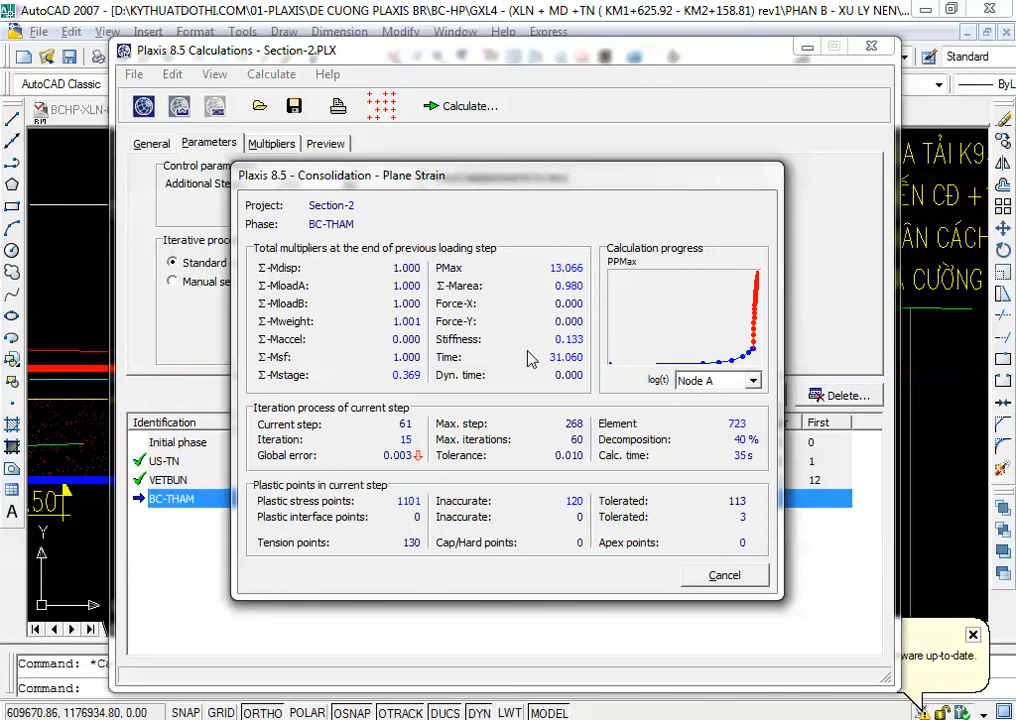 AutoCAD 2007 - [D:\KYTHUATDOTHI.COM\01-PLAXIS\DE CUONG PLAXIS BR\BC-HP\GXL4 - (XLN + MD +TN ( KM1+625.92 - KM2+158.81) rev1\PHAN B - XU LY NEN\...
File Edit View Insert Format Tools Draw Dimension Modify Window Help Express
Standard
AutoCAD Classic
ByL
BCHP-XLN-
Plaxis 8.5 Calculations - Section-2.PLX
File Edit View Calculate Help
Calculate...
General Parameters Multipliers Preview
Control param
Additional Ste
Iterative proce
Standard
Manual se
Plaxis 8.5 - Consolidation - Plane Strain
Project: Section-2
Phase: BC-THAM
Total multipliers at the end of previous loading step
Σ-Mdisp: 1.000 PMax 13.066
Σ-MloadA: 1.000 Σ-Marea: 0.980
Σ-MloadB: 1.000 Force-X: 0.000
Σ-Mweight: 1.001 Force-Y: 0.000
Σ-Maccel: 0.000 Stiffness: 0.133
Σ-Msf: 1.000 Time: 31.060
Σ-Mstage: 0.369 Dyn. time: 0.000
Calculation progress
PPMax
log(t) Node A
Iteration process of current step
Current step: 61 Max. step: 268 Element 723
Iteration: 15 Max. iterations: 60 Decomposition: 40 %
Global error: 0.003 Tolerance: 0.010 Calc. time: 35 s
Plastic points in current step
Plastic stress points: 1101 Inaccurate: 120 Tolerated: 113
Plastic interface points: 0 Inaccurate: 0 Tolerated: 3
Tension points: 130 Cap/Hard points: 0 Apex points: 0
Cancel
Delete...
Identification First
Initial phase 0
US-TN 1
VETBUN 12
BC-THAM
A TẢI K9
ẾN CĐ +
ÂN CÁCH
A CƯỜNG
.50
Y
ware up-to-date.
Command: *Ca
Command:
609670.86, 1176934.80, 0.00 SNAP GRID ORTHO POLAR OSNAP OTRACK DUCS DYN LWT MODEL